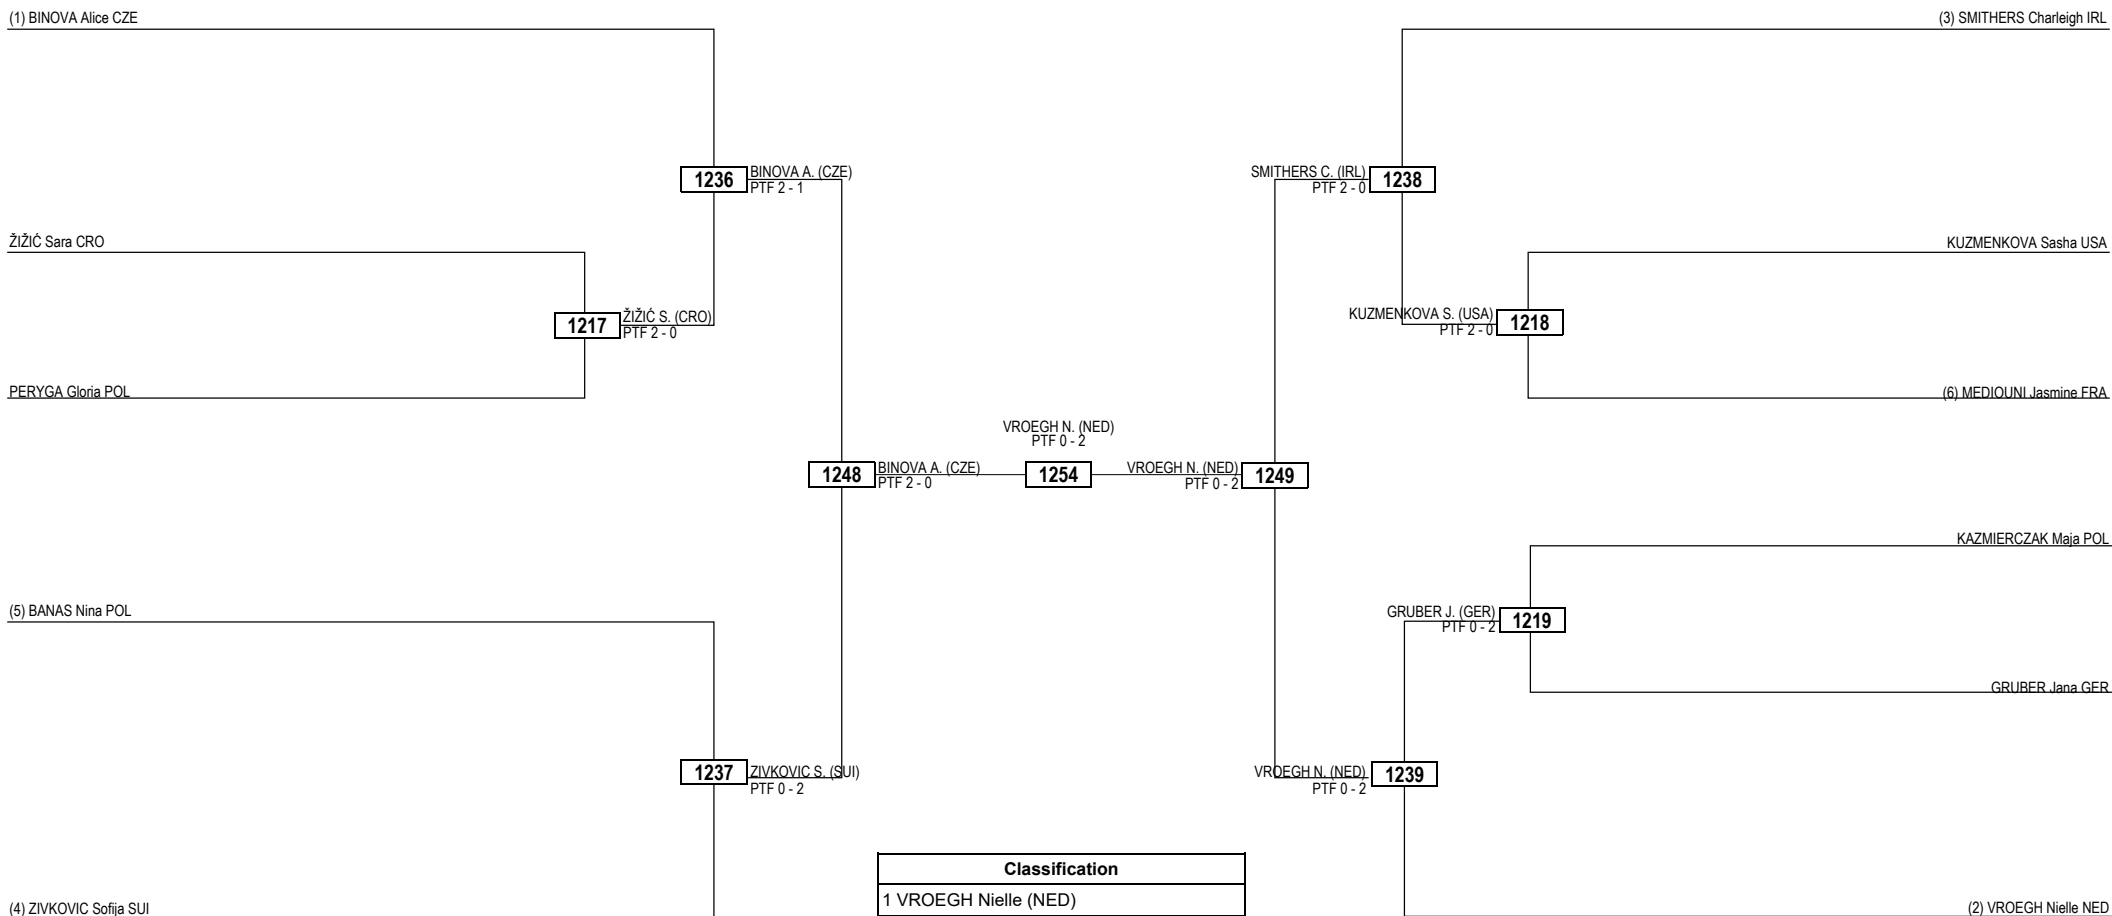 (1) BINOVA Alice CZE
(3) SMITHERS Charleigh IRL
1236
BINOVA A. (CZE)
PTF 2 - 1
SMITHERS C. (IRL)
PTF 2 - 0
1238
ŽIŽIĆ Sara CRO
KUZMENKOVA Sasha USA
1217
ŽIŽIĆ S. (CRO)
PTF 2 - 0
KUZMENKOVA S. (USA)
PTF 2 - 0
1218
PERYGA Gloria POL
(6) MEDIOUNI Jasmine FRA
VROEGH N. (NED)
PTF 0 - 2
1248
BINOVA A. (CZE)
PTF 2 - 0
1254
VROEGH N. (NED)
PTF 0 - 2
1249
KAZMIERCZAK Maja POL
(5) BANAS Nina POL
GRUBER J. (GER)
PTF 0 - 2
1219
GRUBER Jana GER
1237
ZIVKOVIC S. (SUI)
PTF 0 - 2
VROEGH N. (NED)
PTF 0 - 2
1239
Classification
1 VROEGH Nielle (NED)
(4) ZIVKOVIC Sofija SUI
(2) VROEGH Nielle NED